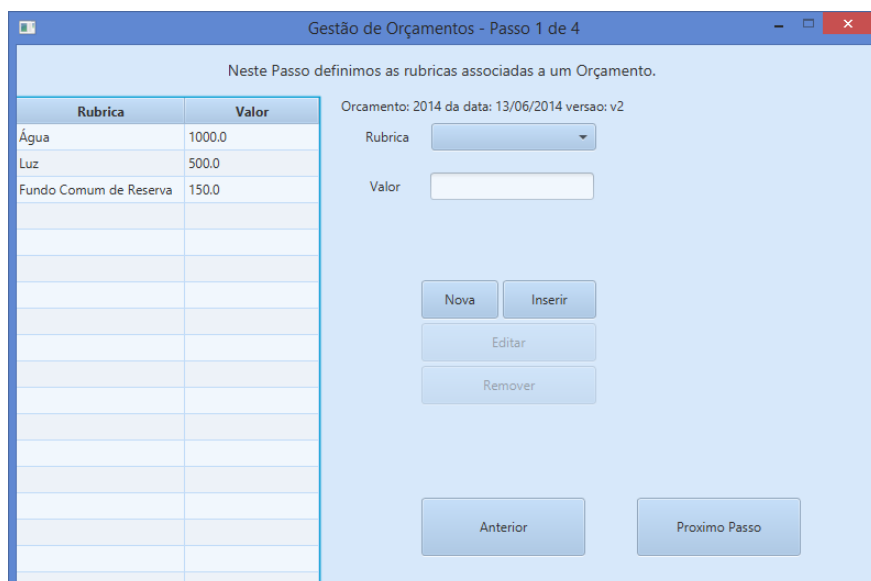 Gestão de Orçamentos - Passo 1 de 4
Neste Passo definimos as rubricas associadas a um Orçamento.
Rubrica Valor
Água 1000.0
Luz 500.0
Fundo Comum de Reserva 150.0
Orcamento: 2014 da data: 13/06/2014 versao: v2
Rubrica
Valor
Nova Inserir
Editar
Remover
Anterior Proximo Passo